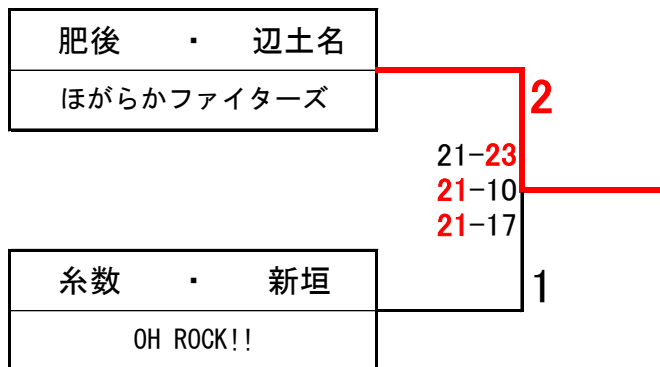 肥後 ・ 辺土名
ほがらかファイターズ
2
21-23
21-10
21-17
糸数 ・ 新垣
1
OH ROCK!!